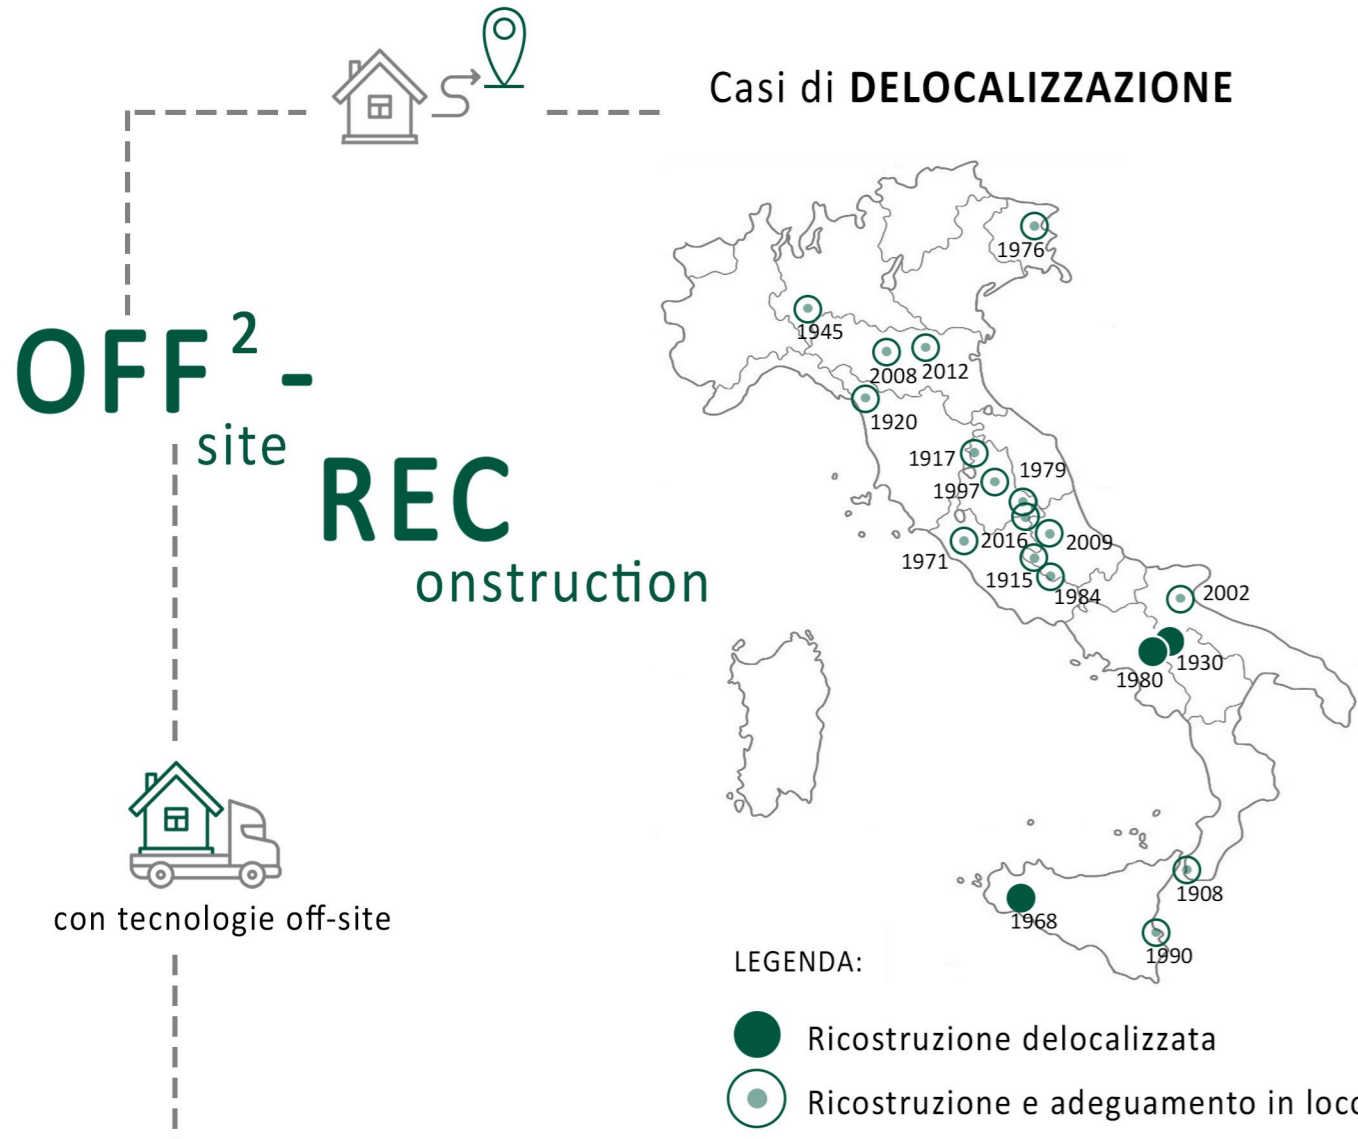 Casi di DELOCALIZZAZIONE
OFF 2 -
site
REC
onstruction
con tecnologie off-site
1976
1945
2008
2012
1920
1917
1979
1997
2016
2009
1971
1915
1984
2002
1930
1980
1908
1968
1990
LEGENDA:
Ricostruzione delocalizzata
Ricostruzione e adeguamento in loco